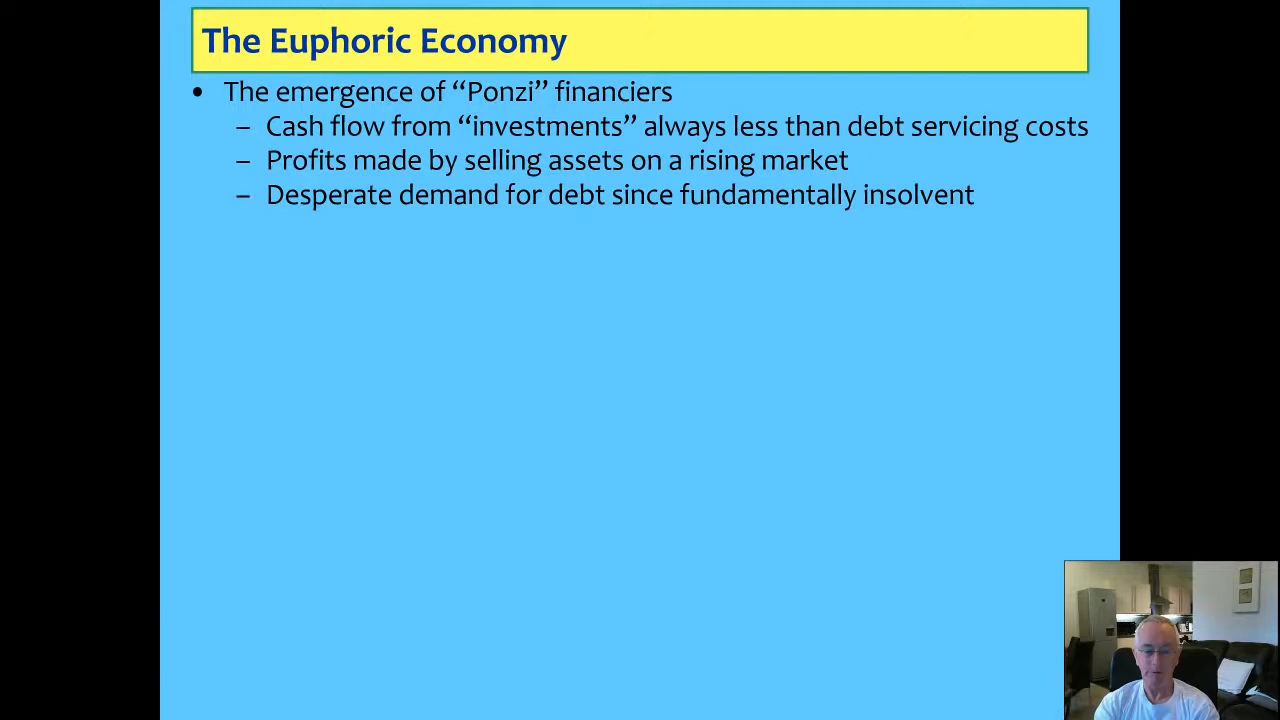 The Euphoric Economy
• The emergence of “Ponzi” financiers
– Cash flow from “investments” always less than debt servicing costs
– Profits made by selling assets on a rising market
– Desperate demand for debt since fundamentally insolvent